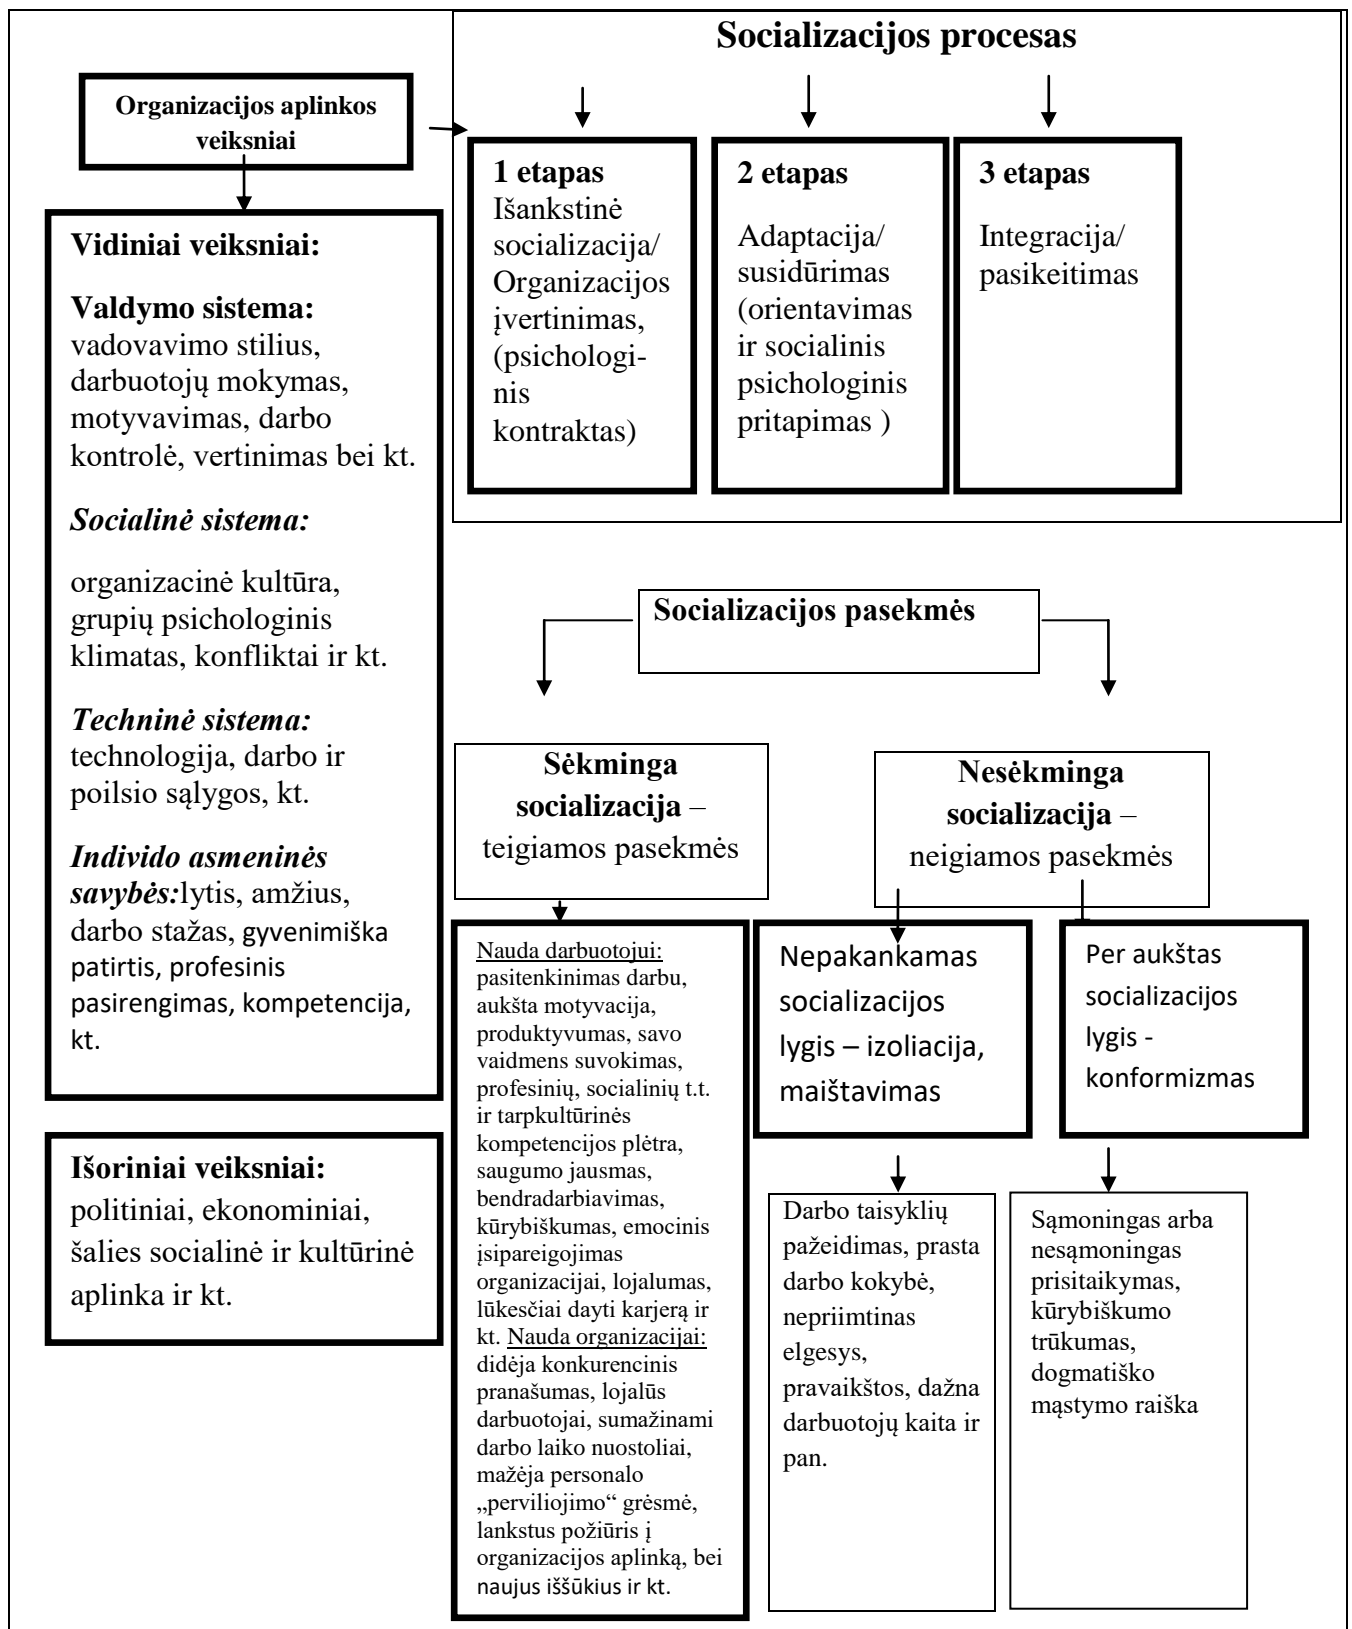 Socializacijos procesas
Organizacijos aplinkos
veiksniai
1 etapas
Išankstinė
socializacija/
Organizacijos
įvertinimas,
(psichologi-
nis
kontraktas)
2 etapas
Adaptacija/
susidūrimas
(orientavimas
ir socialinis
psichologinis
pritapimas )
3 etapas
Integracija/
pasikeitimas
Vidiniai veiksniai:
Valdymo sistema:
vadovavimo stilius,
darbuotojų mokymas,
motyvavimas, darbo
kontrolė, vertinimas bei kt.
Socialinė sistema:
organizacinė kultūra,
grupių psichologinis
klimatas, konfliktai ir kt.
Techninė sistema:
technologija, darbo ir
poilsio sąlygos, kt.
Individo asmeninės
savybės:lytis, amžius,
darbo stažas, gyvenimiška
patirtis, profesinis
pasirengimas, kompetencija,
kt.
Išoriniai veiksniai:
politiniai, ekonominiai,
šalies socialinė ir kultūrinė
aplinka ir kt.
Socializacijos pasekmės
Sėkminga
socializacija –
teigiamos pasekmės
Nesėkminga
socializacija –
neigiamos pasekmės
Nauda darbuotojui:
pasitenkinimas darbu,
aukšta motyvacija,
produktyvumas, savo
vaidmens suvokimas,
profesinių, socialinių t.t.
ir tarpkultūrinės
kompetencijos plėtra,
saugumo jausmas,
bendradarbiavimas,
kūrybiškumas, emocinis
įsipareigojimas
organizacijai, lojalumas,
lūkesčiai dayti karjerą ir
kt. Nauda organizacijai:
didėja konkurencinis
pranašumas, lojalūs
darbuotojai, sumažinami
darbo laiko nuostoliai,
mažėja personalo
„perviliojimo“ grėsmė,
lankstus požiūris į
organizacijos aplinką, bei
naujus iššūkius ir kt.
Nepakankamas
socializacijos
lygis – izoliacija,
maištavimas
Per aukštas
socializacijos
lygis -
konformizmas
Darbo taisyklių
pažeidimas, prasta
darbo kokybė,
nepriimtinas
elgesys,
pravaikštos, dažna
darbuotojų kaita ir
pan.
Sąmoningas arba
nesąmoningas
prisitaikymas,
kūrybiškumo
trūkumas,
dogmatiško
mąstymo raiška